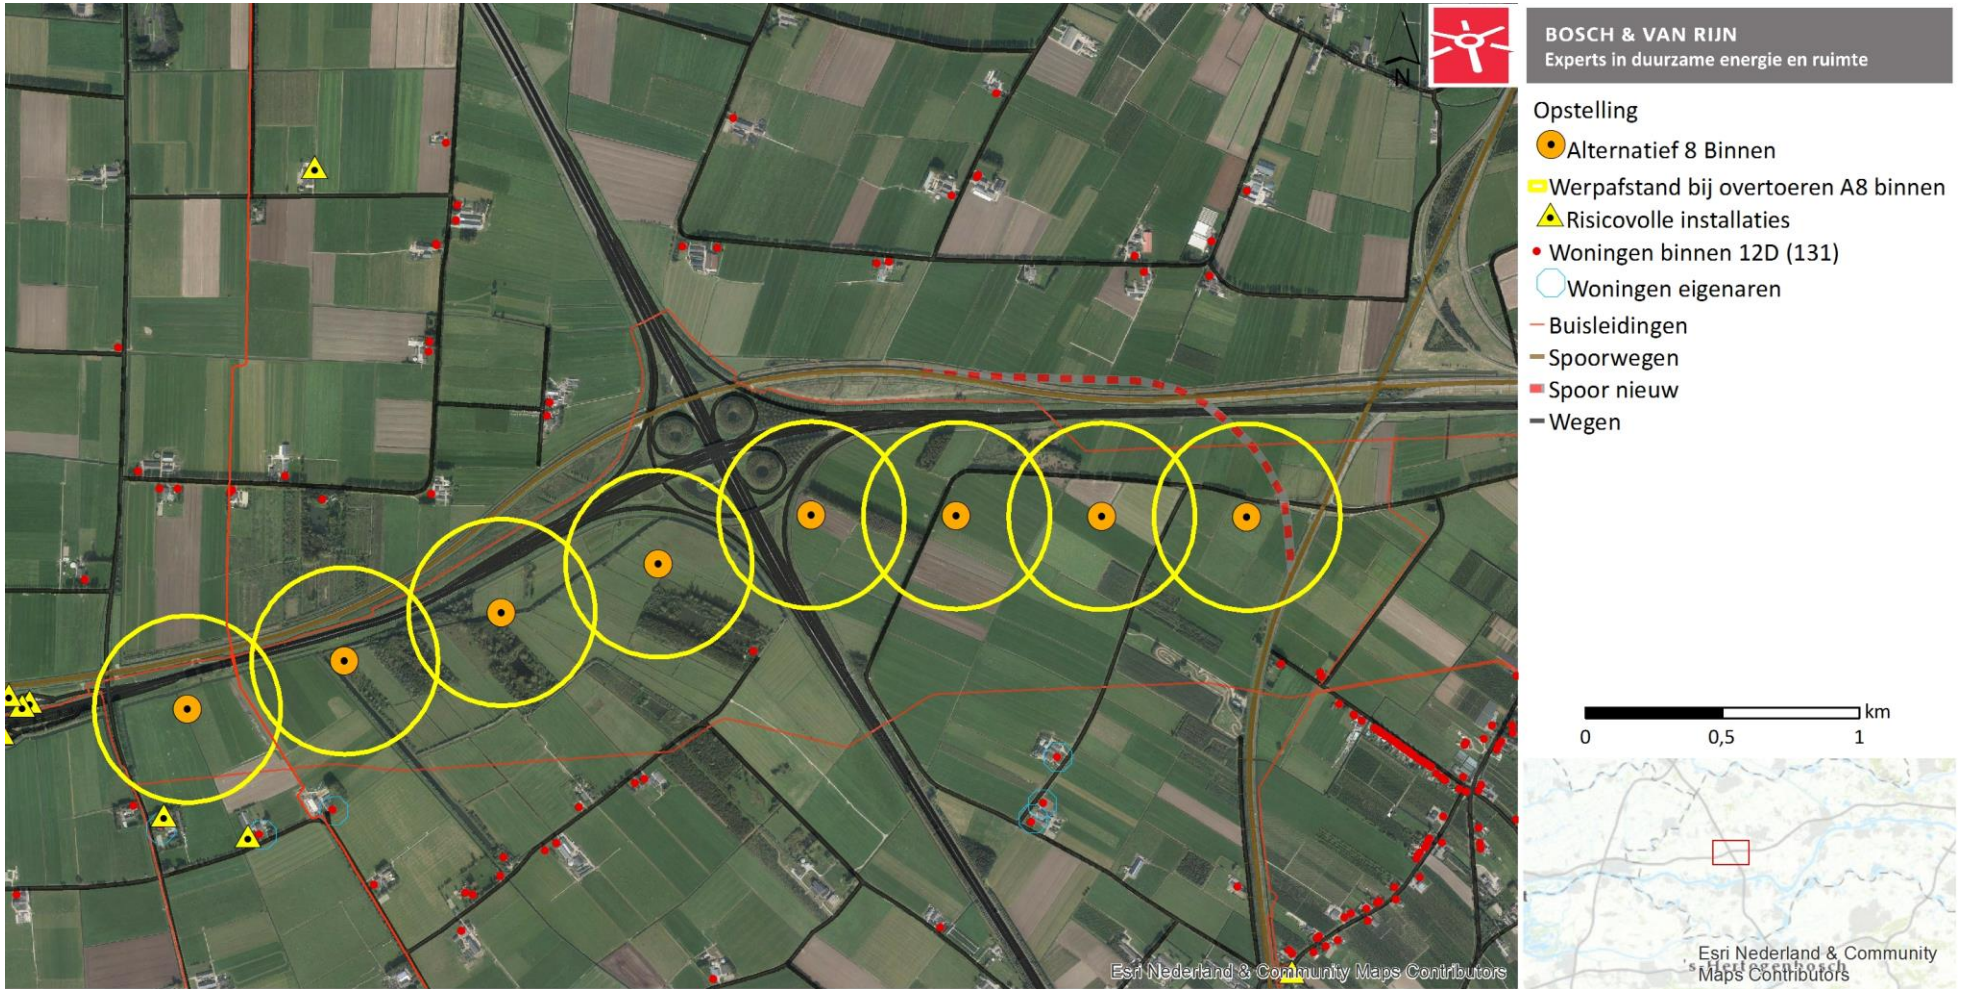 N
BOSCH & VAN RIJN
Experts in duurzame energie en ruimte
Opstelling
Alternatief 8 Binnen
Werpafstand bij overtoeren A8 binnen
Risicovolle installaties
Woningen binnen 12D (131)
Woningen eigenaren
Buisleidingen
Spoorwegen
Spoor nieuw
Wegen
km
0 0,5 1
Esri Nederland & Community Maps Contributors
Esri Nederland & Community
's-Hertogenbosch
Maps Contributors